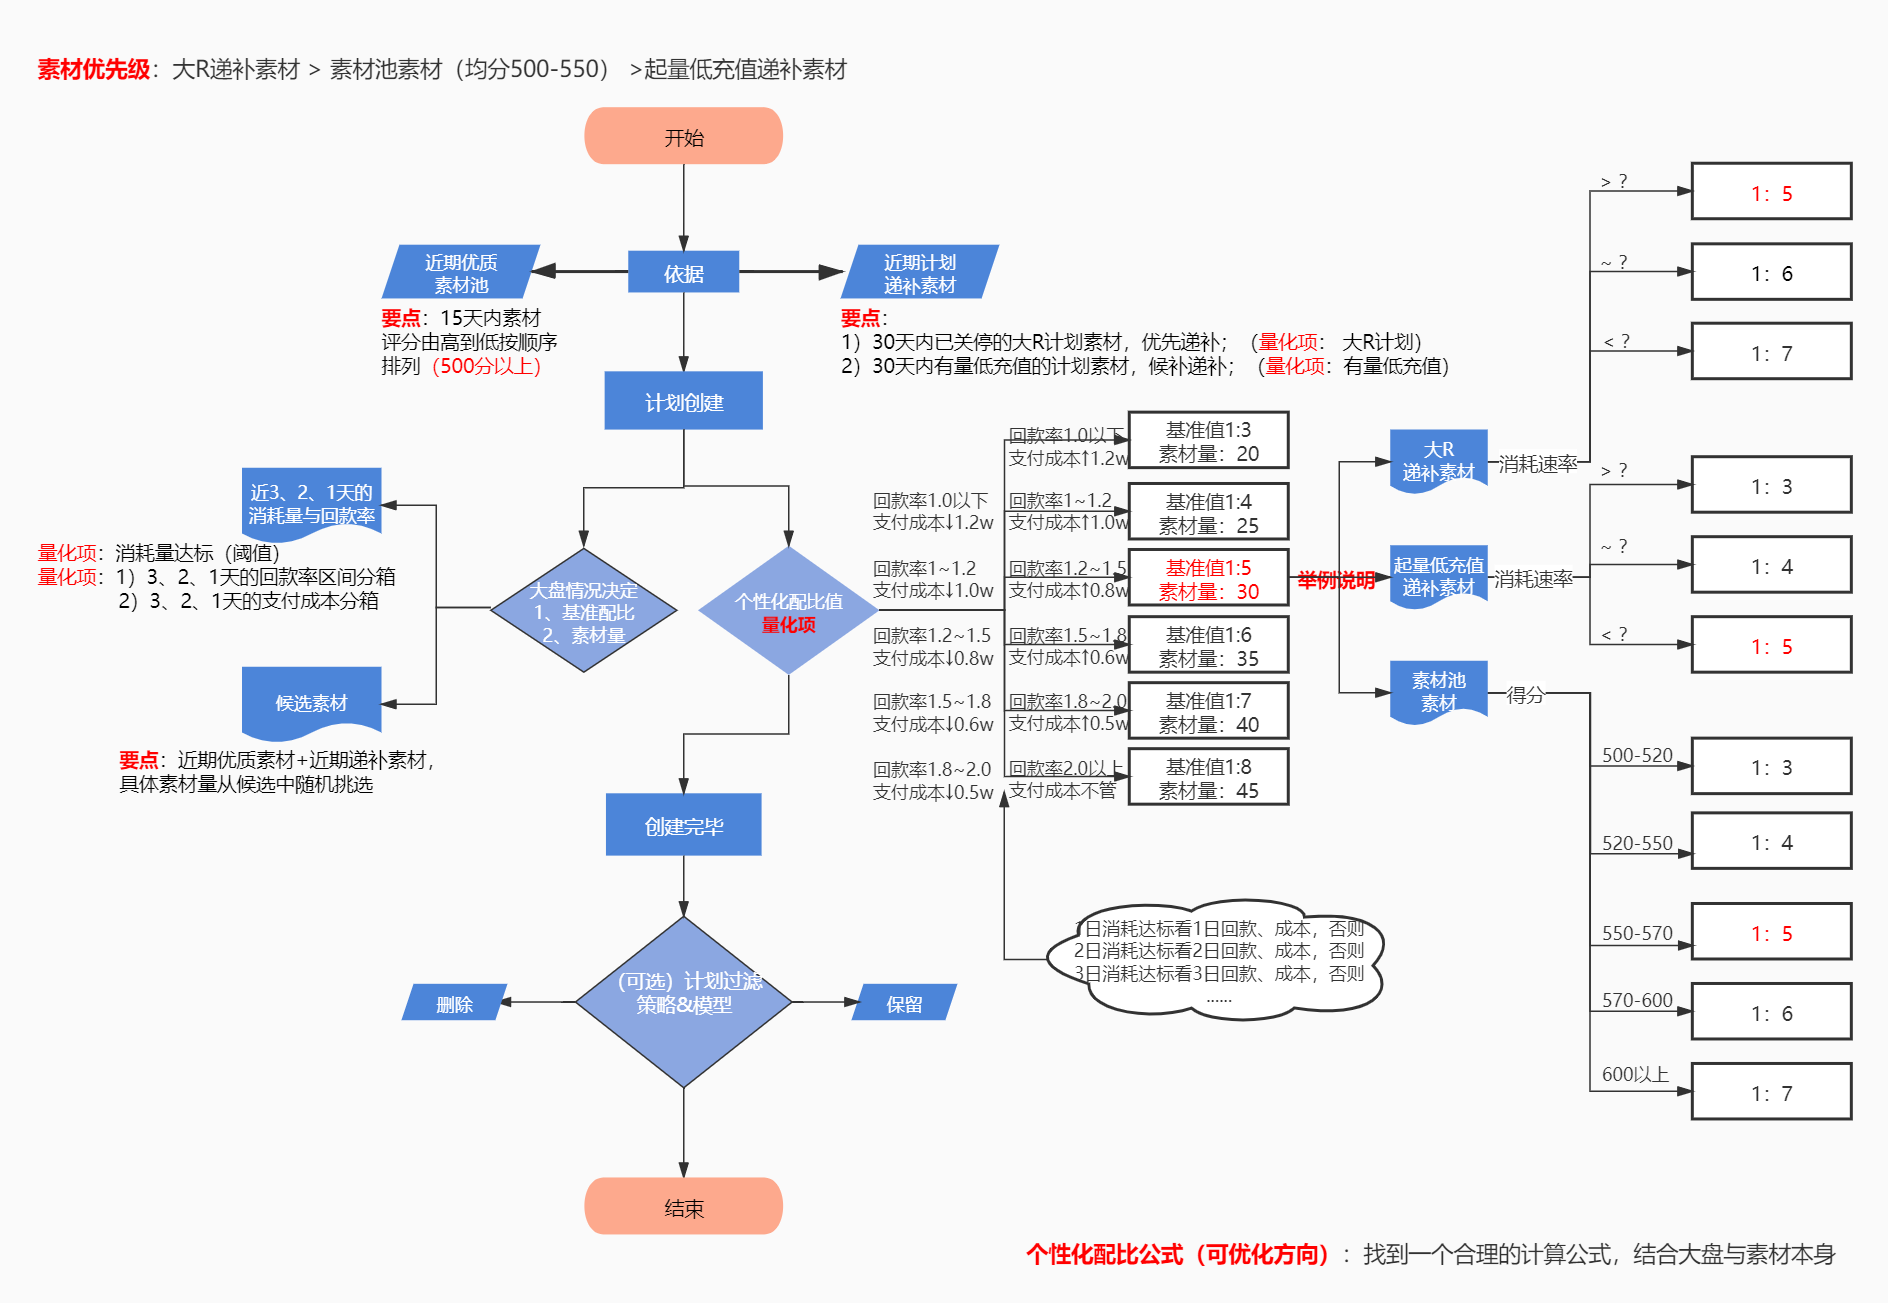 素材优先级：大R递补素材 > 素材池素材（均分500-550） >起量低充值递补素材
开始
近期优质
素材池
依据
近期计划
递补素材
要点：15天内素材
评分由高到低按顺序
排列（500分以上）
要点：
1）30天内已关停的大R计划素材，优先递补；（量化项： 大R计划）
2）30天内有量低充值的计划素材，候补递补；（量化项：有量低充值）
计划创建
近3、2、1天的
消耗量与回款率
量化项：消耗量达标（阈值）
量化项：1）3、2、1天的回款率区间分箱
2）3、2、1天的支付成本分箱
大盘情况决定
1、基准配比
2、素材量
个性化配比值
量化项
候选素材
要点：近期优质素材+近期递补素材，
具体素材量从候选中随机挑选
创建完毕
(可选）计划过滤
策略&模型
删除
保留
结束
回款率1.0以下
支付成本↓1.2w
回款率1~1.2
支付成本↓1.0w
回款率1.2~1.5
支付成本↓0.8w
回款率1.5~1.8
支付成本↓0.6w
回款率1.8~2.0
支付成本↓0.5w
回款率1.0以下
支付成本↑1.2w
回款率1~1.2
支付成本↑1.0w
回款率1.2~1.5
支付成本↑0.8w
回款率1.5~1.8
支付成本↑0.6w
回款率1.8~2.0
支付成本↑0.5w
回款率2.0以上
支付成本不管
基准值1:3
素材量：20
基准值1:4
素材量：25
基准值1:5
素材量：30
基准值1:6
素材量：35
基准值1:7
素材量：40
基准值1:8
素材量：45
1日消耗达标看1日回款、成本，否则
2日消耗达标看2日回款、成本，否则
3日消耗达标看3日回款、成本，否则
......
举例说明
大R
递补素材
消耗速率
> ?
1：5
~ ?
1：6
< ?
1：7
起量低充值
递补素材
消耗速率
> ?
1：3
~ ?
1：4
< ?
1：5
素材池
素材
得分
500-520
1：3
520-550
1：4
550-570
1：5
570-600
1：6
600以上
1：7
个性化配比公式（可优化方向）：找到一个合理的计算公式，结合大盘与素材本身